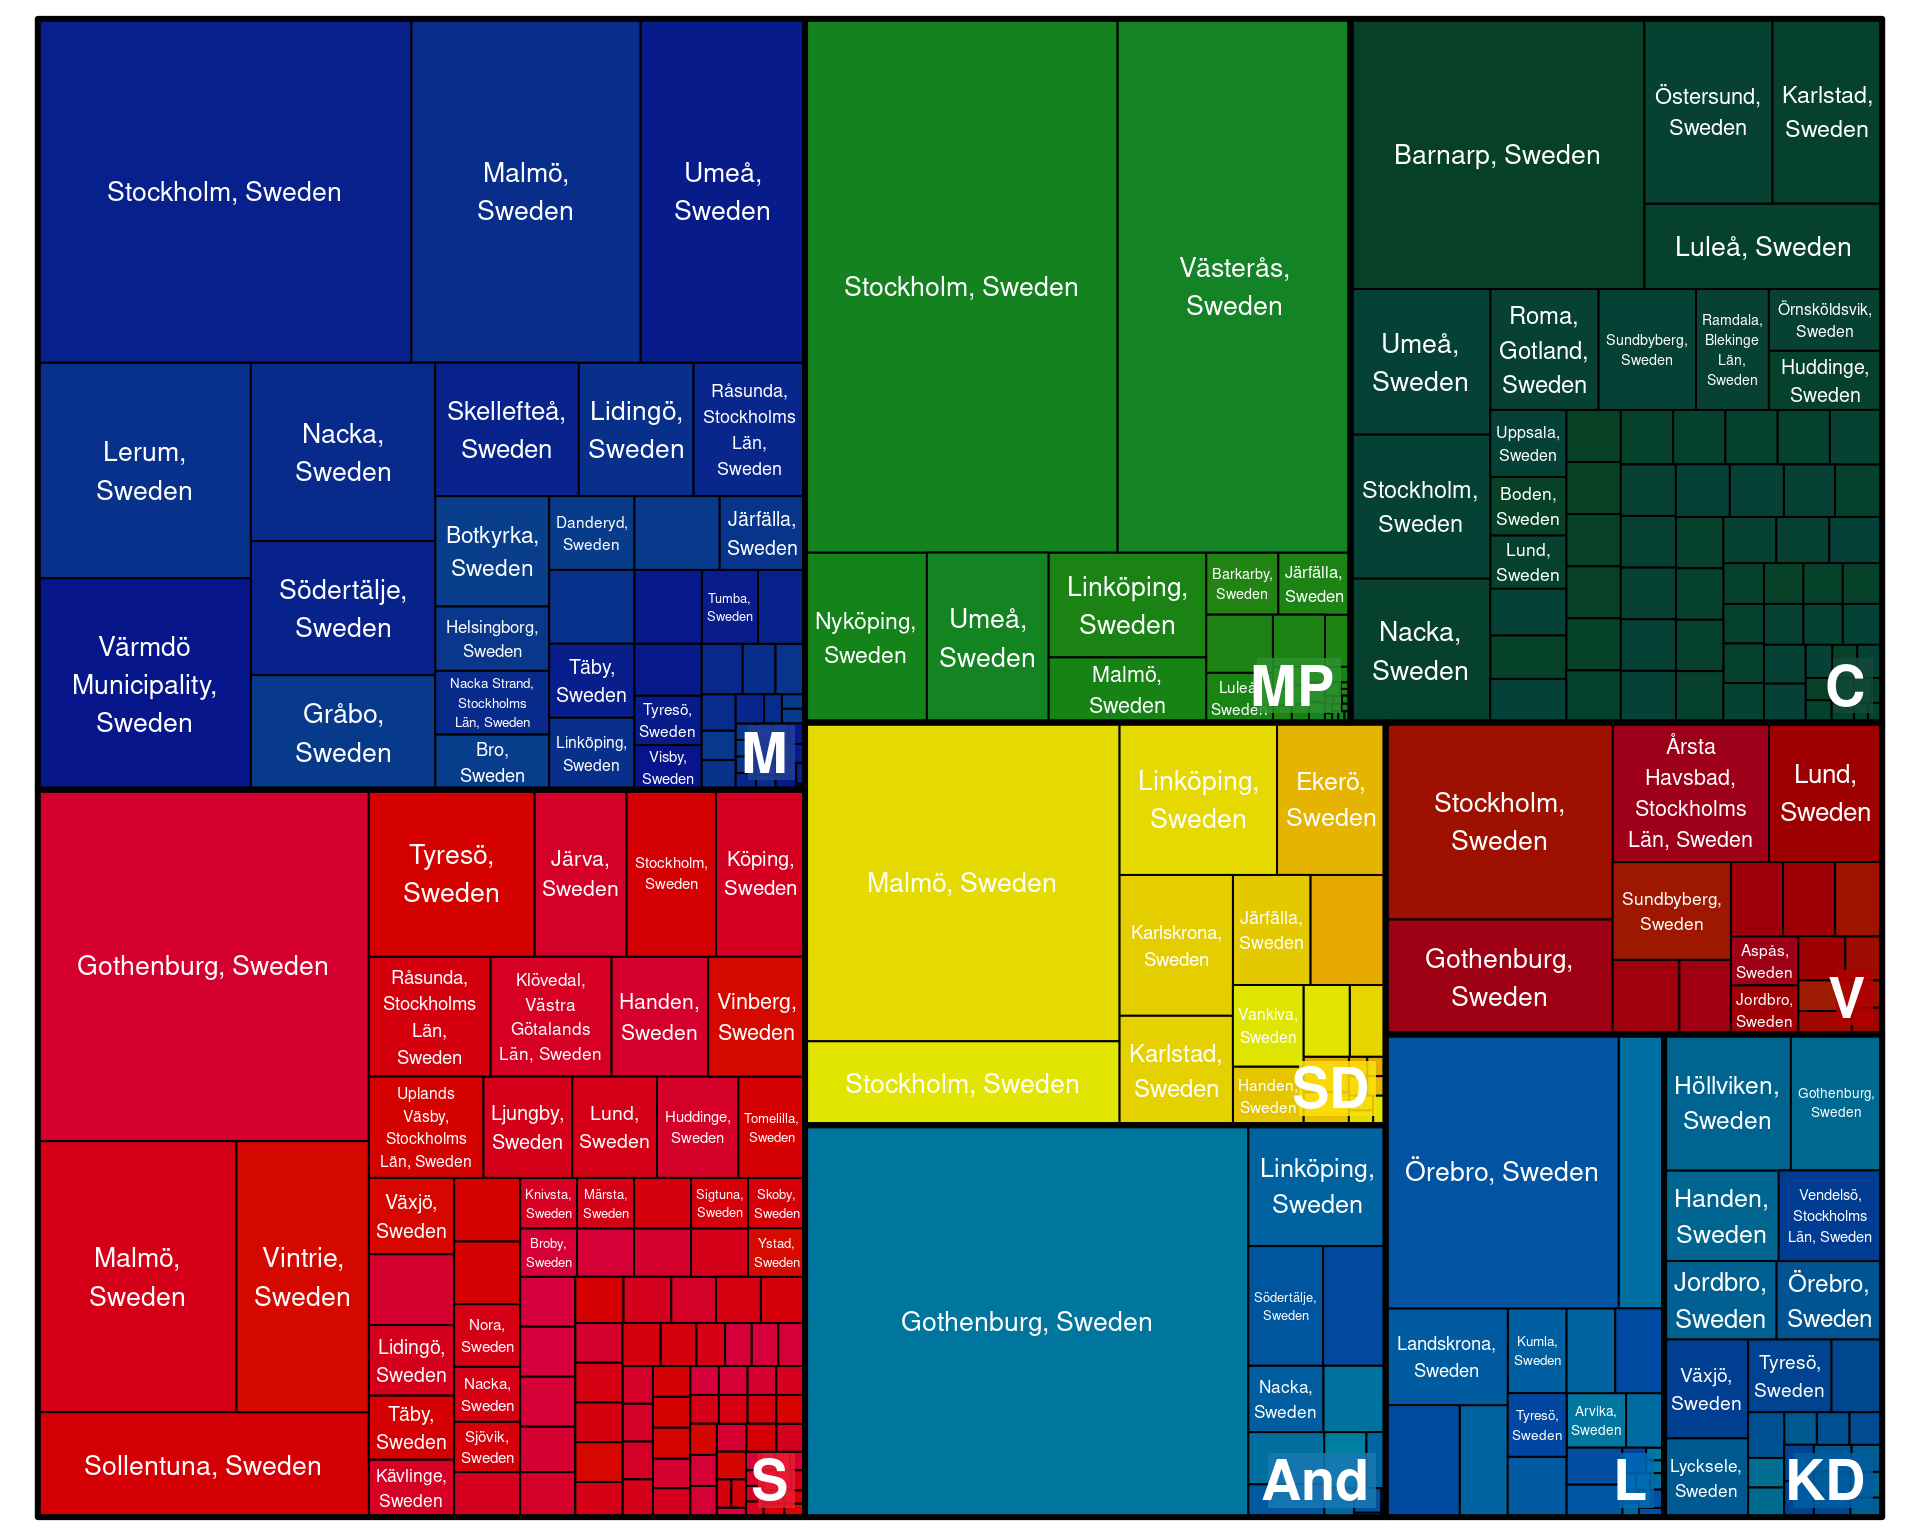 Stockholm, Sweden
Malmö,
Sweden
Umeå,
Sweden
Lerum,
Sweden
Nacka,
Sweden
Skellefteå,
Sweden
Lidingö,
Sweden
Råsunda,
Stockholms
Län,
Sweden
Värmdö
Municipality,
Sweden
Södertälje,
Sweden
Gråbo,
Sweden
Botkyrka,
Sweden
Danderyd,
Sweden
Järfälla,
Sweden
Helsingborg,
Sweden
Nacka Strand,
Stockholms
Län, Sweden
Bro,
Sweden
Tumba,
Sweden
Täby,
Sweden
Linköping,
Sweden
Tyresö,
Sweden
Visby,
Sweden
M
Stockholm, Sweden
Västerås,
Sweden
Nyköping,
Sweden
Umeå,
Sweden
Linköping,
Sweden
Malmö,
Sweden
Barkarby,
Sweden
Järfälla,
Sweden
Luleå,
Sweden
MP
Barnarp, Sweden
Östersund,
Sweden
Karlstad,
Sweden
Luleå, Sweden
Umeå,
Sweden
Roma,
Gotland,
Sweden
Sundbyberg,
Sweden
Ramdala,
Blekinge
Län,
Sweden
Örnsköldsvik,
Sweden
Huddinge,
Sweden
Stockholm,
Sweden
Nacka,
Sweden
Uppsala,
Sweden
Boden,
Sweden
Lund,
Sweden
C
Gothenburg, Sweden
Tyresö,
Sweden
Järva,
Sweden
Stockholm,
Sweden
Köping,
Sweden
Råsunda,
Stockholms
Län,
Sweden
Klövedal,
Västra
Götalands
Län, Sweden
Handen,
Sweden
Vinberg,
Sweden
Uplands
Väsby,
Stockholms
Län, Sweden
Ljungby,
Sweden
Lund,
Sweden
Huddinge,
Sweden
Tomelilla,
Sweden
Malmö,
Sweden
Vintrie,
Sweden
Sollentuna, Sweden
Växjö,
Sweden
Knivsta,
Sweden
Märsta,
Sweden
Sigtuna,
Sweden
Skoby,
Sweden
Broby,
Sweden
Ystad,
Sweden
Lidingö,
Sweden
Nora,
Sweden
Nacka,
Sweden
Täby,
Sweden
Sjövik,
Sweden
Kävlinge,
Sweden
S
Malmö, Sweden
Linköping,
Sweden
Ekerö,
Sweden
Karlskrona,
Sweden
Järfälla,
Sweden
Vankiva,
Sweden
Stockholm, Sweden
Karlstad,
Sweden
Handen,
Sweden
SD
Stockholm,
Sweden
Årsta
Havsbad,
Stockholms
Län, Sweden
Lund,
Sweden
Gothenburg,
Sweden
Sundbyberg,
Sweden
Aspås,
Sweden
Jordbro,
Sweden
V
Gothenburg, Sweden
Linköping,
Sweden
Södertälje,
Sweden
Nacka,
Sweden
And
Örebro, Sweden
Landskrona,
Sweden
Kumla,
Sweden
Tyresö,
Sweden
Arvika,
Sweden
L
Höllviken,
Sweden
Gothenburg,
Sweden
Handen,
Sweden
Vendelsö,
Stockholms
Län, Sweden
Jordbro,
Sweden
Örebro,
Sweden
Växjö,
Sweden
Tyresö,
Sweden
Lycksele,
Sweden
KD